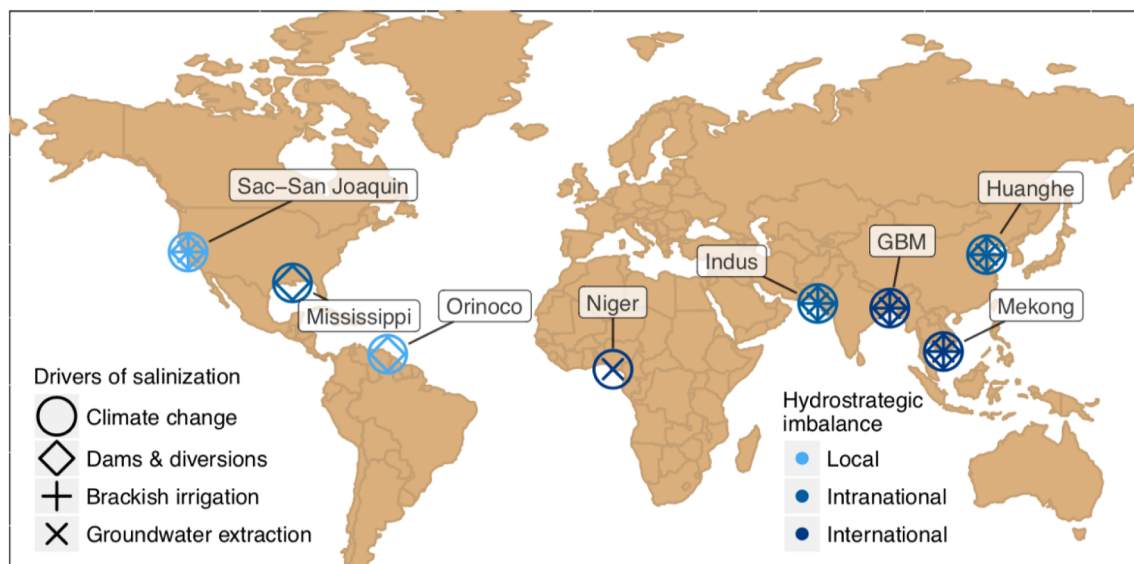 Sac–San Joaquin
Huanghe
GBM
Indus
Niger
Orinoco
Mississippi
Mekong
Drivers of salinization
Climate change
Dams & diversions
Brackish irrigation
Groundwater extraction
Hydrostrategic
imbalance
Local
Intranational
International